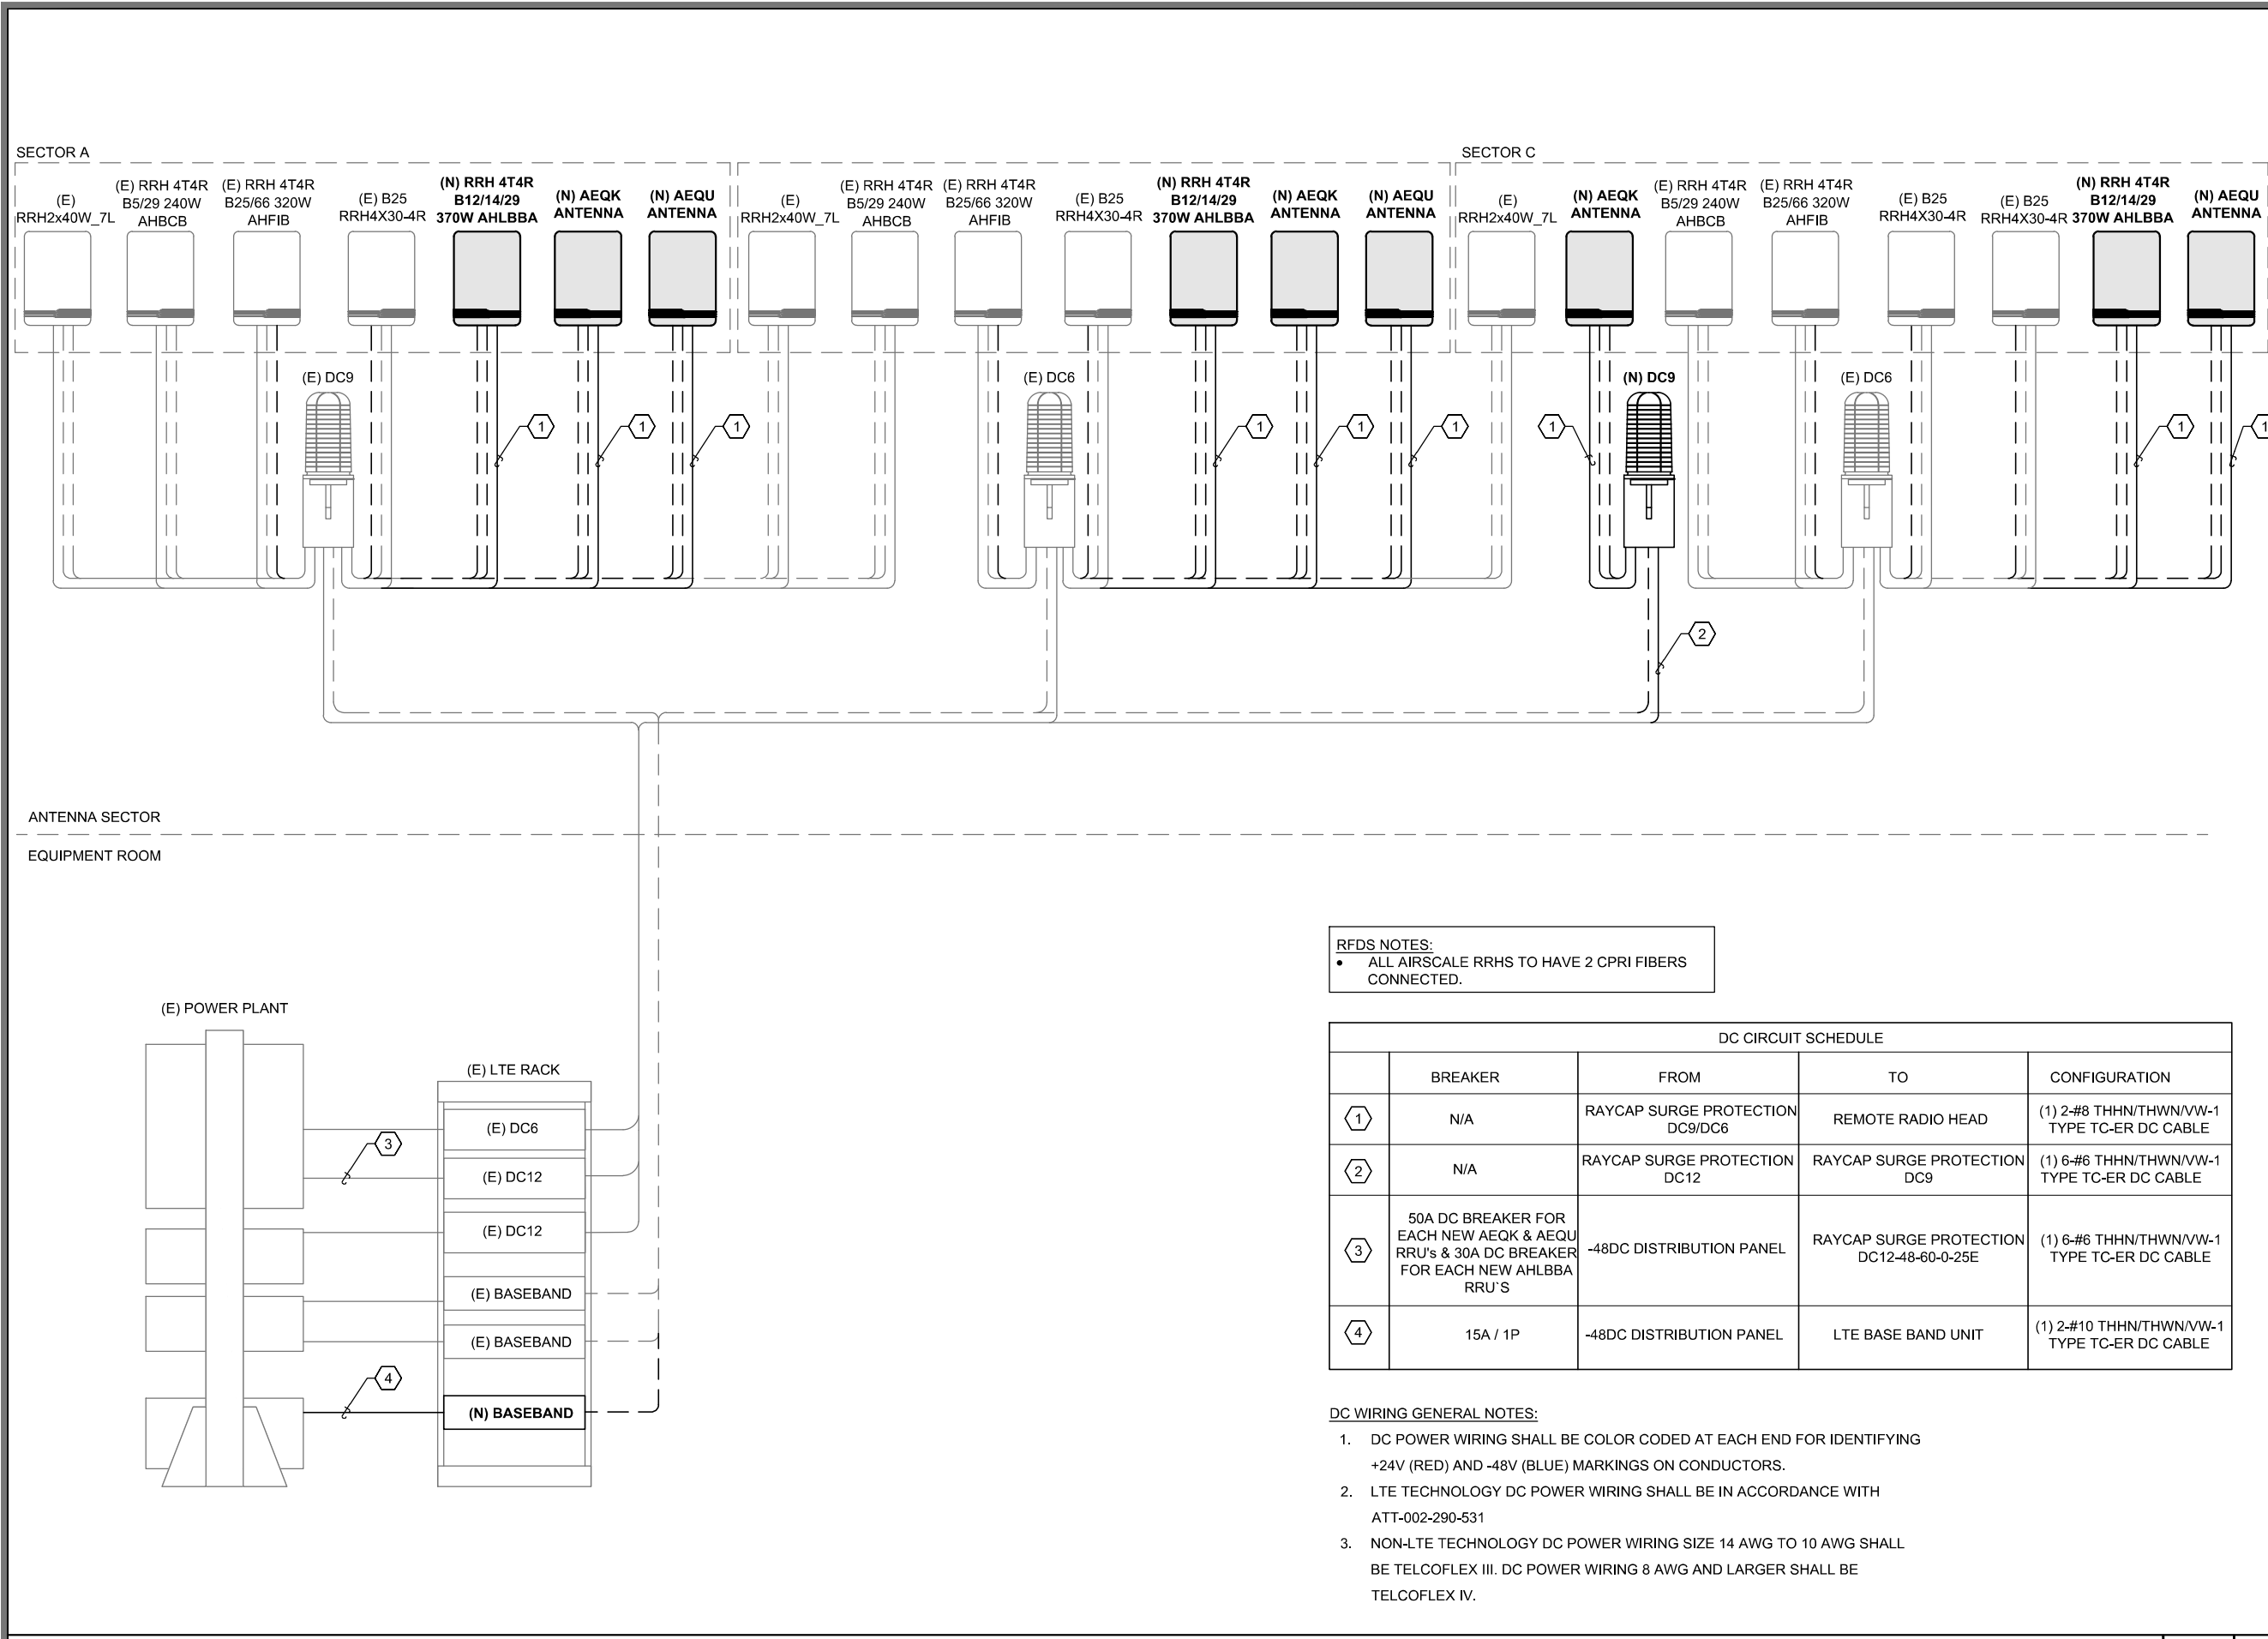 SECTOR A
SECTOR C
(E)
RRH2x40W_7L
(E) RRH 4T4R
B5/29 240W
AHBCB
(E) RRH 4T4R
B25/66 320W
AHFIB
(E) B25
RRH4X30-4R
(N) RRH 4T4R
B12/14/29
370W AHLBBA
(N) AEQK
ANTENNA
(N) AEQU
ANTENNA
(E)
RRH2x40W_7L
(E) RRH 4T4R
B5/29 240W
AHBCB
(E) RRH 4T4R
B25/66 320W
AHFIB
(E) B25
RRH4X30-4R
(N) RRH 4T4R
B12/14/29
370W AHLBBA
(N) AEQK
ANTENNA
(N) AEQU
ANTENNA
(E)
RRH2x40W_7L
(N) AEQK
ANTENNA
(E) RRH 4T4R
B5/29 240W
AHBCB
(E) RRH 4T4R
B25/66 320W
AHFIB
(E) B25
RRH4X30-4R
(E) B25
RRH4X30-4R
(N) RRH 4T4R
B12/14/29
370W AHLBBA
(N) AEQU
ANTENNA
(E) DC9
(E) DC6
(N) DC9
(E) DC6
1
1
1
1
1
1
1
1
1
2
ANTENNA SECTOR
EQUIPMENT ROOM
(E) POWER PLANT
(E) LTE RACK
(E) DC6
3
(E) DC12
(E) DC12
(E) BASEBAND
(E) BASEBAND
4
(N) BASEBAND
RFDS NOTES:
• ALL AIRSCALE RRHS TO HAVE 2 CPRI FIBERS
CONNECTED.
DC CIRCUIT SCHEDULE
BREAKER FROM TO CONFIGURATION
1
N/A
RAYCAP SURGE PROTECTION
DC9/DC6
REMOTE RADIO HEAD
(1) 2-#8 THHN/THWN/VW-1
TYPE TC-ER DC CABLE
2
N/A
RAYCAP SURGE PROTECTION
DC12
RAYCAP SURGE PROTECTION
DC9
(1) 6-#6 THHN/THWN/VW-1
TYPE TC-ER DC CABLE
3
50A DC BREAKER FOR
EACH NEW AEQK & AEQU
RRU's & 30A DC BREAKER
FOR EACH NEW AHLBBA
RRU`S
-48DC DISTRIBUTION PANEL
RAYCAP SURGE PROTECTION
DC12-48-60-0-25E
(1) 6-#6 THHN/THWN/VW-1
TYPE TC-ER DC CABLE
4
15A / 1P
-48DC DISTRIBUTION PANEL
LTE BASE BAND UNIT
(1) 2-#10 THHN/THWN/VW-1
TYPE TC-ER DC CABLE
DC WIRING GENERAL NOTES:
1. DC POWER WIRING SHALL BE COLOR CODED AT EACH END FOR IDENTIFYING
+24V (RED) AND -48V (BLUE) MARKINGS ON CONDUCTORS.
2. LTE TECHNOLOGY DC POWER WIRING SHALL BE IN ACCORDANCE WITH
ATT-002-290-531
3. NON-LTE TECHNOLOGY DC POWER WIRING SIZE 14 AWG TO 10 AWG SHALL
BE TELCOFLEX III. DC POWER WIRING 8 AWG AND LARGER SHALL BE
TELCOFLEX IV.